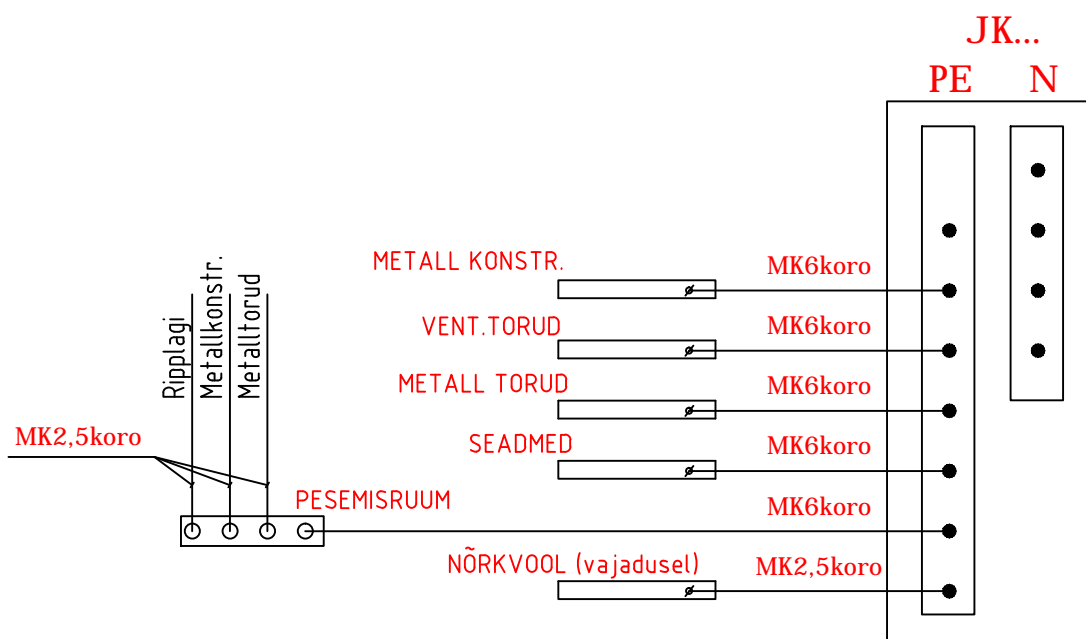 JK...
PE N
METALL KONSTR. MK6koro
VENT.TORUD MK6koro
METALL TORUD MK6koro
SEADMED MK6koro
PESEMISRUUM MK6koro
NÕRKVOOL (vajadusel) MK2,5koro
Ripplagi
Metallkonstr.
Metalltorud
MK2,5koro